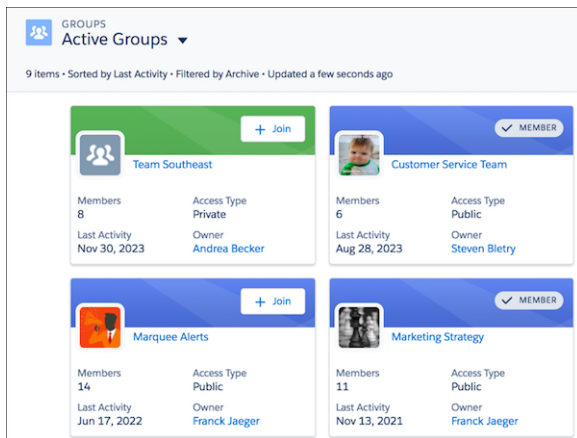 GROUPS
Active Groups
9 items • Sorted by Last Activity • Filtered by Archive • Updated a few seconds ago
+ Join
Team Southeast
Members
8
Access Type
Private
Last Activity
Nov 30, 2023
Owner
Andrea Becker
MEMBER
Customer Service Team
Members
6
Access Type
Public
Last Activity
Aug 28, 2023
Owner
Steven Bletry
+ Join
Marquee Alerts
Members
14
Access Type
Public
Last Activity
Jun 17, 2022
Owner
Franck Jaeger
MEMBER
Marketing Strategy
Members
11
Access Type
Public
Last Activity
Nov 13, 2021
Owner
Franck Jaeger